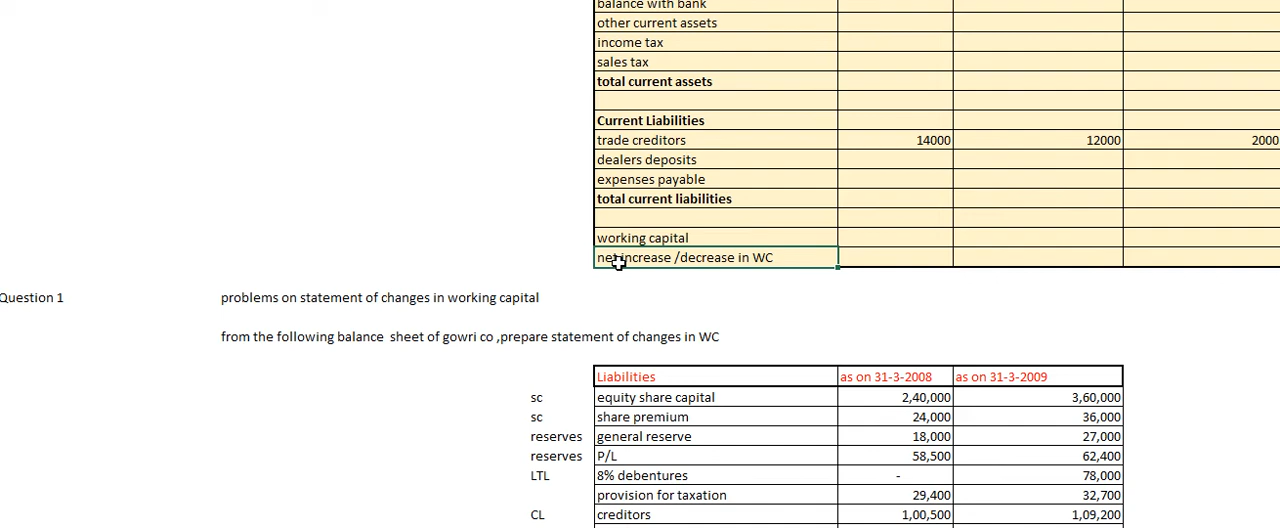 balance with bank
other current assets
income tax
sales tax
total current assets
Current Liabilities
trade creditors 14000 12000 2000
dealers deposits
expenses payable
total current liabilities
working capital
net increase /decrease in WC
Question 1 problems on statement of changes in working capital
from the following balance sheet of gowri co ,prepare statement of changes in WC
Liabilities as on 31-3-2008 as on 31-3-2009
sc equity share capital 2,40,000 3,60,000
sc share premium 24,000 36,000
reserves general reserve 18,000 27,000
reserves P/L 58,500 62,400
LTL 8% debentures - 78,000
provision for taxation 29,400 32,700
CL creditors 1,00,500 1,09,200